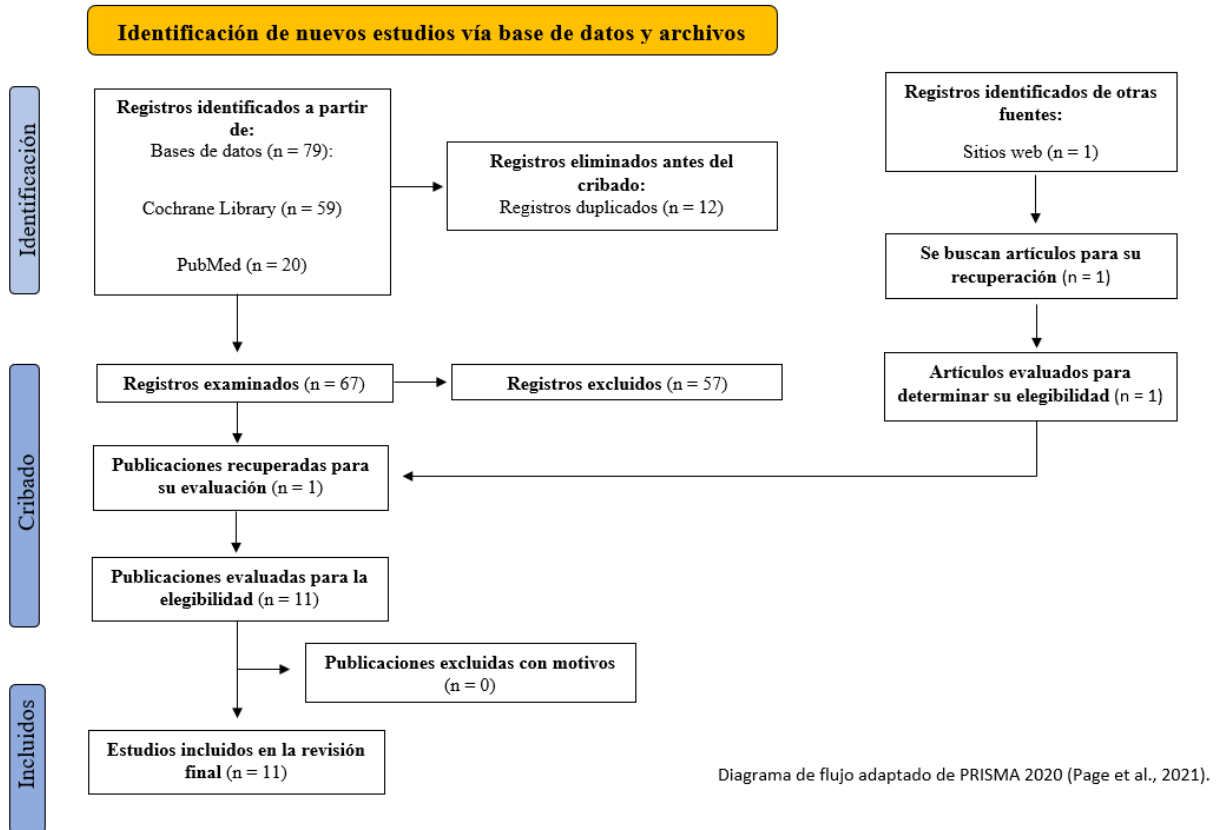 Identificación de nuevos estudios vía base de datos y archivos
Identificación
Registros identificados a partir
de:
Bases de datos (n = 79):
Cochrane Library (n = 59)
PubMed (n = 20)
Registros eliminados antes del
cribado:
Registros duplicados (n = 12)
Registros identificados de otras
fuentes:
Sitios web (n = 1)
Se buscan artículos para su
recuperación (n = 1)
Cribado
Registros examinados (n = 67)
Registros excluidos (n = 57)
Artículos evaluados para
determinar su elegibilidad (n = 1)
Publicaciones recuperadas para
su evaluación (n = 1)
Publicaciones evaluadas para la
elegibilidad (n = 11)
Publicaciones excluidas con motivos
(n = 0)
Incluidos
Estudios incluidos en la revisión
final (n = 11)
Diagrama de flujo adaptado de PRISMA 2020 (Page et al., 2021).